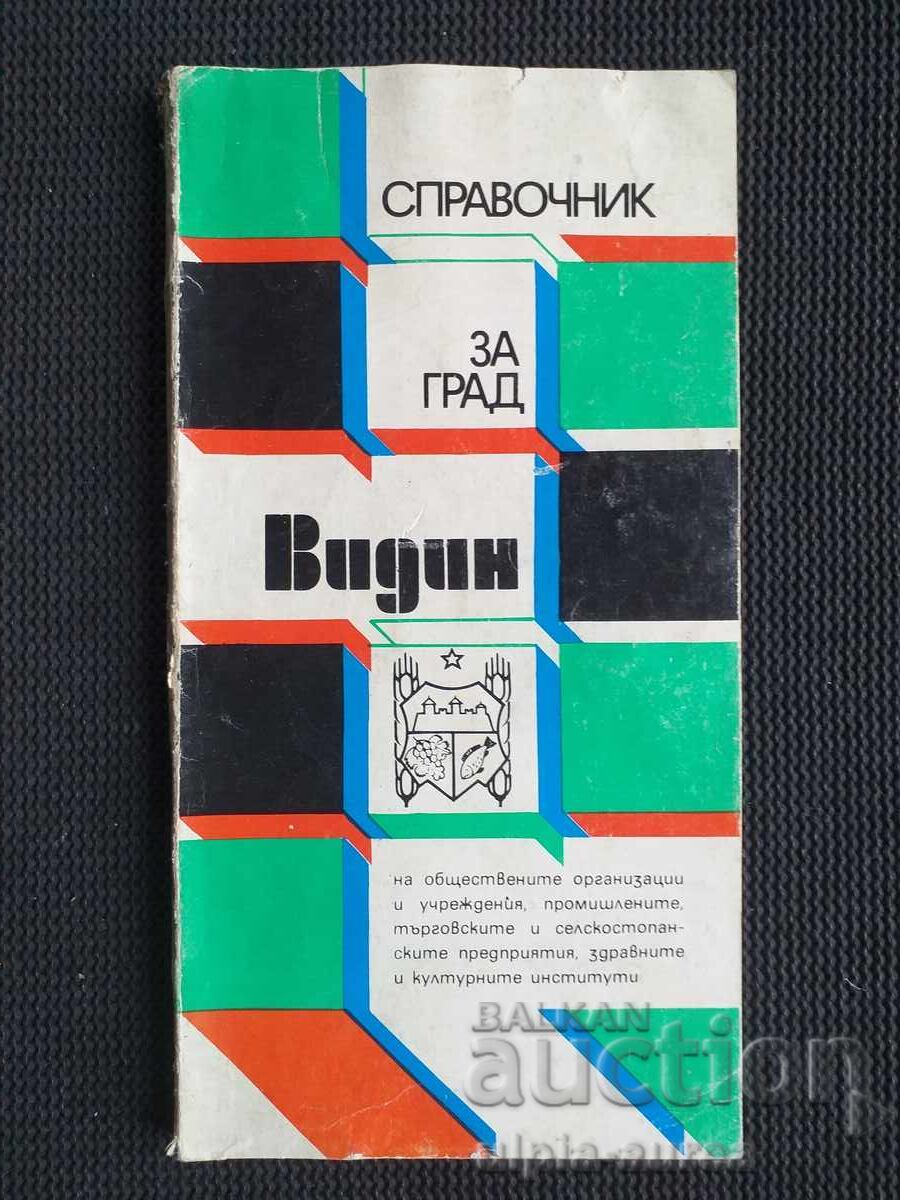 СПРАВОЧНИК
ЗА
ГРАД
Видин
на обществените организации
и учреждения, промишлените,
търговските и селскостопан-
ските предприятия, здравните
и културните институти
BALKAN
auction